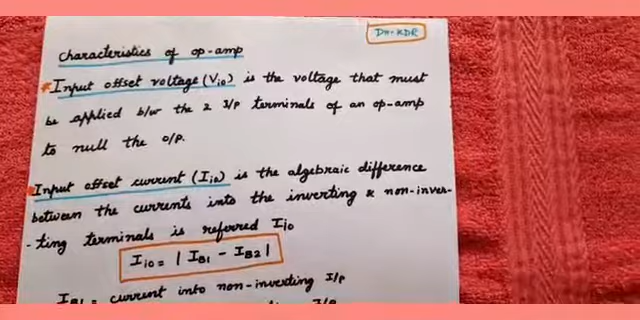 Dr-KDR
Characteristics of op-amp
Input offset voltage (Vio) is the voltage that must
be applied b/w the 2 I/P terminals of an op-amp
to null the o/p.
Input offset current (Iio) is the algebraic difference
between the currents into the inverting & non-inver-
-ting terminals is referred Iio
Iio = | IB1 - IB2 |
IB1 = current into non-inverting I/P